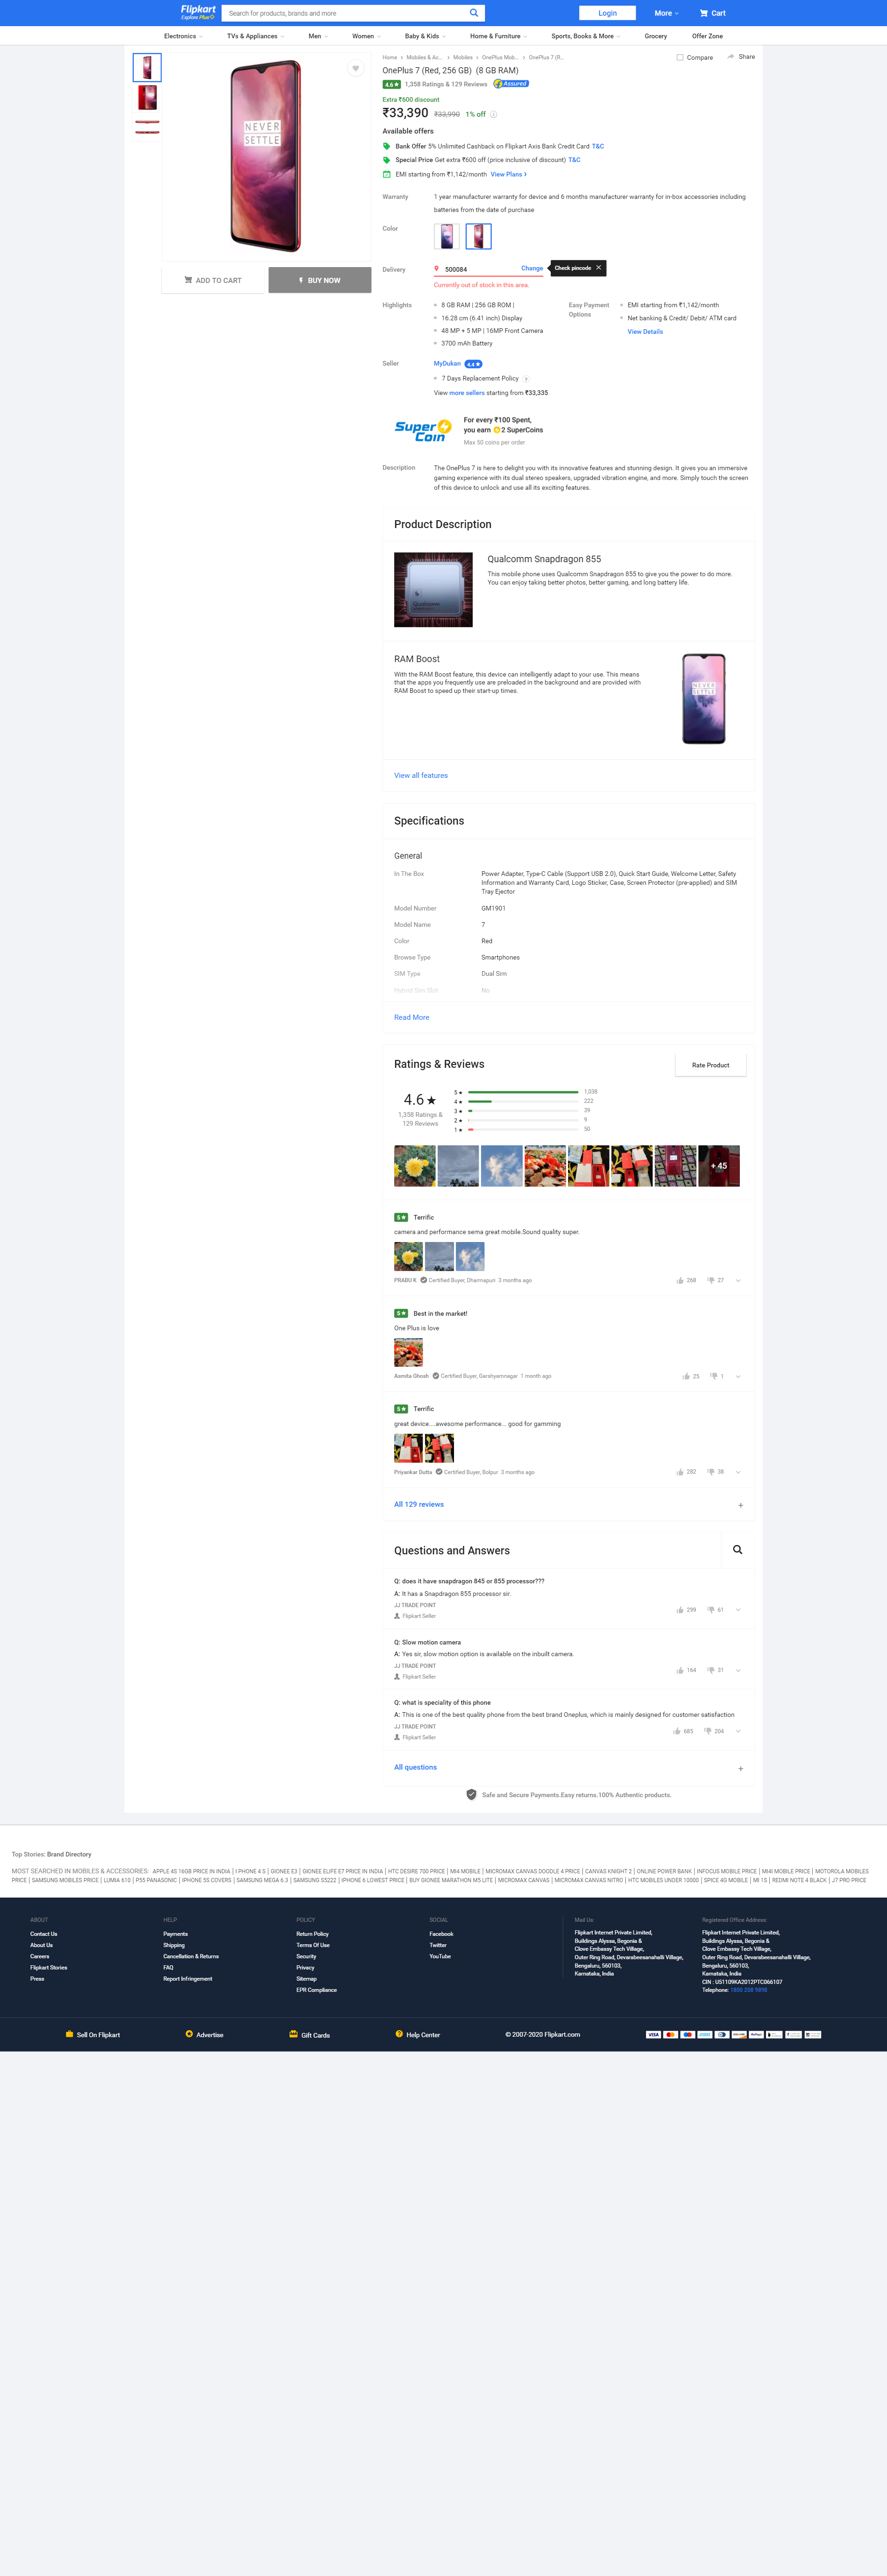 Flipkart
Explore Plus
Search for products, brands and more
Login
More
Cart
Electronics
TVs & Appliances
Men
Women
Baby & Kids
Home & Furniture
Sports, Books & More
Grocery
Offer Zone
Home › Mobiles & Ac... › Mobiles › OnePlus Mob... › OnePlus 7 (R...
Compare
Share
OnePlus 7 (Red, 256 GB) (8 GB RAM)
4.6★ 1,358 Ratings & 129 Reviews Assured
Extra ₹600 discount
₹33,390 ₹33,990 1% off
Available offers
Bank Offer 5% Unlimited Cashback on Flipkart Axis Bank Credit Card T&C
Special Price Get extra ₹600 off (price inclusive of discount) T&C
EMI starting from ₹1,142/month View Plans ›
NEVER
SETTLE
ADD TO CART
BUY NOW
Warranty
1 year manufacturer warranty for device and 6 months manufacturer warranty for in-box accessories including
batteries from the date of purchase
Color
Delivery
500084
Change
Check pincode
Currently out of stock in this area.
Highlights
8 GB RAM | 256 GB ROM |
16.28 cm (6.41 inch) Display
48 MP + 5 MP | 16MP Front Camera
3700 mAh Battery
Easy Payment
Options
EMI starting from ₹1,142/month
Net banking & Credit/ Debit/ ATM card
View Details
Seller
MyDukan 4.4★
7 Days Replacement Policy ?
View more sellers starting from ₹33,335
Super Coin
For every ₹100 Spent,
you earn 2 SuperCoins
Max 50 coins per order
Description
The OnePlus 7 is here to delight you with its innovative features and stunning design. It gives you an immersive
gaming experience with its dual stereo speakers, upgraded vibration engine, and more. Simply touch the screen
of this device to unlock and use all its exciting features.
Product Description
Qualcomm Snapdragon 855
This mobile phone uses Qualcomm Snapdragon 855 to give you the power to do more.
You can enjoy taking better photos, better gaming, and long battery life.
Qualcomm
RAM Boost
With the RAM Boost feature, this device can intelligently adapt to your use. This means
that the apps you frequently use are preloaded in the background and are provided with
RAM Boost to speed up their start-up times.
NEVER
SETTLE
View all features
Specifications
General
In The Box
Power Adapter, Type-C Cable (Support USB 2.0), Quick Start Guide, Welcome Letter, Safety
Information and Warranty Card, Logo Sticker, Case, Screen Protector (pre-applied) and SIM
Tray Ejector
Model Number GM1901
Model Name 7
Color Red
Browse Type Smartphones
SIM Type Dual Sim
Hybrid Sim Slot No
Read More
Ratings & Reviews
Rate Product
4.6★
1,358 Ratings &
129 Reviews
5★ 1,038
4★ 222
3★ 39
2★ 9
1★ 50
+ 45
5★ Terrific
camera and performance sema great mobile.Sound quality super.
PRABU K Certified Buyer, Dharmapuri 3 months ago
268 27
5★ Best in the market!
One Plus is love
Asmita Ghosh Certified Buyer, Garshyamnagar 1 month ago
25 1
5★ Terrific
great device....awesome performance... good for gamming
Priyankar Dutta Certified Buyer, Bolpur 3 months ago
282 38
All 129 reviews
+
Questions and Answers
Q: does it have snapdragon 845 or 855 processor???
A: It has a Snapdragon 855 processor sir.
JJ TRADE POINT
Flipkart Seller
299 61
Q: Slow motion camera
A: Yes sir, slow motion option is available on the inbuilt camera.
JJ TRADE POINT
Flipkart Seller
164 31
Q: what is speciality of this phone
A: This is one of the best quality phone from the best brand Oneplus, which is mainly designed for customer satisfaction
JJ TRADE POINT
Flipkart Seller
685 204
All questions
+
Safe and Secure Payments.Easy returns.100% Authentic products.
Top Stories: Brand Directory
MOST SEARCHED IN MOBILES & ACCESSORIES: APPLE 4S 16GB PRICE IN INDIA | I PHONE 4 S | GIONEE E3 | GIONEE ELIFE E7 PRICE IN INDIA | HTC DESIRE 700 PRICE | MI4 MOBILE | MICROMAX CANVAS DOODLE 4 PRICE | CANVAS KNIGHT 2 | ONLINE POWER BANK | INFOCUS MOBILE PRICE | MI4I MOBILE PRICE | MOTOROLA MOBILES
PRICE | SAMSUNG MOBILES PRICE | LUMIA 610 | P55 PANASONIC | IPHONE 5S COVERS | SAMSUNG MEGA 6.3 | SAMSUNG S5222 | IPHONE 6 LOWEST PRICE | BUY GIONEE MARATHON M5 LITE | MICROMAX CANVAS | MICROMAX CANVAS NITRO | HTC MOBILES UNDER 10000 | SPICE 4G MOBILE | MI 1S | REDMI NOTE 4 BLACK | J7 PRO PRICE
ABOUT
Contact Us
About Us
Careers
Flipkart Stories
Press
HELP
Payments
Shipping
Cancellation & Returns
FAQ
Report Infringement
POLICY
Return Policy
Terms Of Use
Security
Privacy
Sitemap
EPR Compliance
SOCIAL
Facebook
Twitter
YouTube
Mail Us:
Flipkart Internet Private Limited,
Buildings Alyssa, Begonia &
Clove Embassy Tech Village,
Outer Ring Road, Devarabeesanahalli Village,
Bengaluru, 560103,
Karnataka, India
Registered Office Address:
Flipkart Internet Private Limited,
Buildings Alyssa, Begonia &
Clove Embassy Tech Village,
Outer Ring Road, Devarabeesanahalli Village,
Bengaluru, 560103,
Karnataka, India
CIN : U51109KA2012PTC066107
Telephone: 1800 208 9898
Sell On Flipkart
Advertise
Gift Cards
Help Center
© 2007-2020 Flipkart.com
VISA